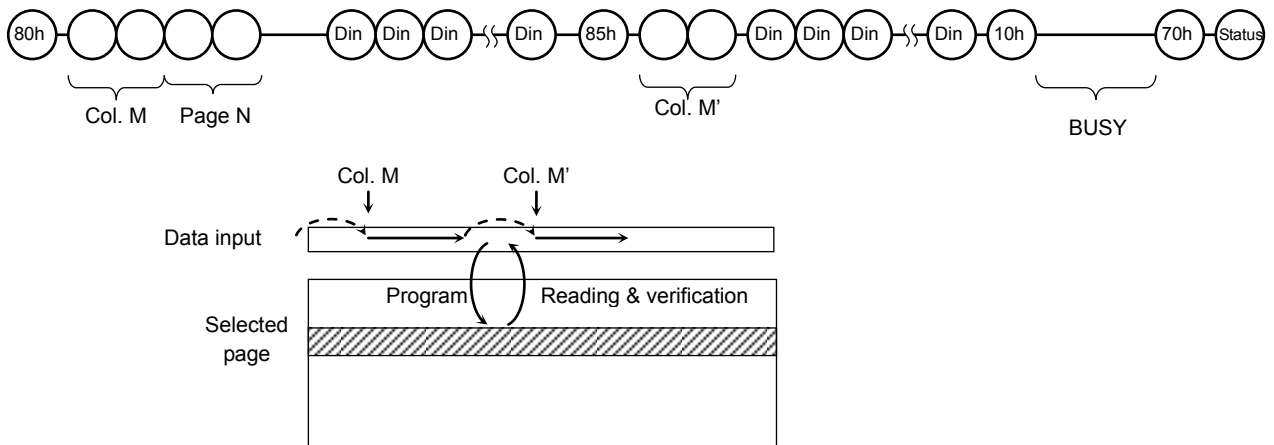 80h Din Din Din Din 85h Din Din Din Din 10h 70h Status
Col. M Page N Col. M’ BUSY
Col. M Col. M’
Data input
Program Reading & verification
Selected
page